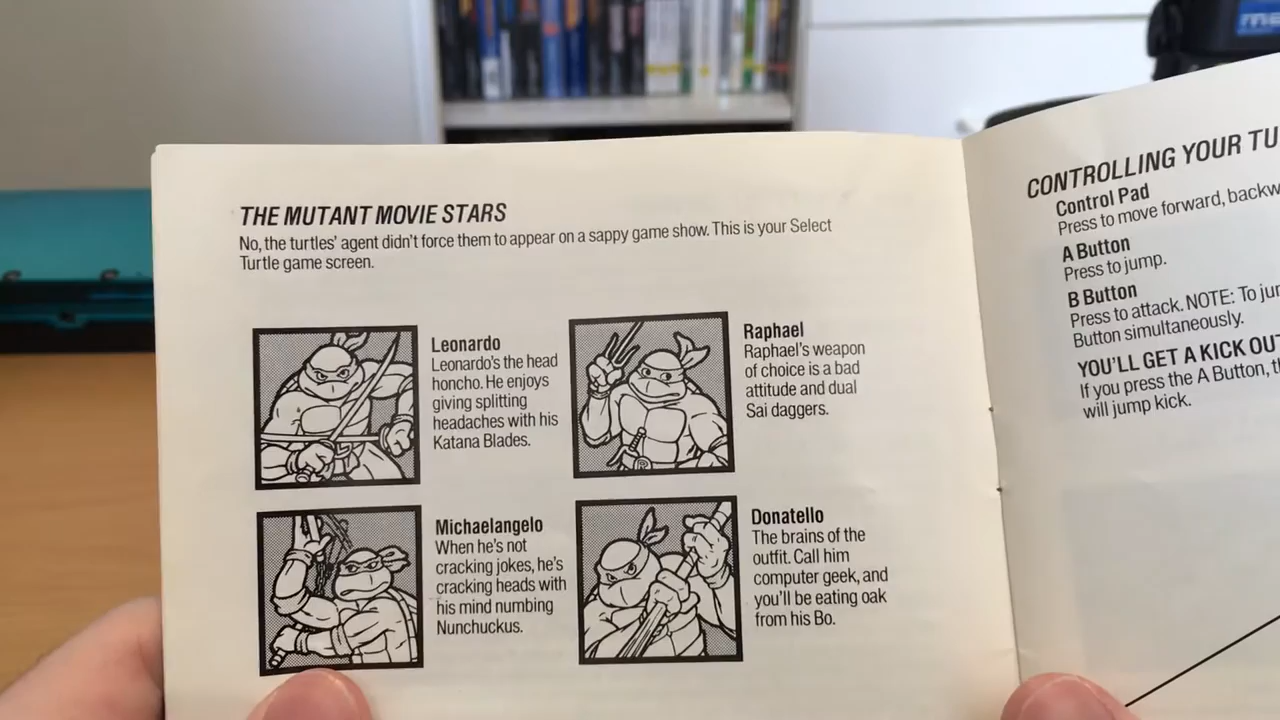 THE MUTANT MOVIE STARS
No, the turtles' agent didn't force them to appear on a sappy game show. This is your Select
Turtle game screen.
Leonardo
Leonardo's the head
honcho. He enjoys
giving splitting
headaches with his
Katana Blades.
Raphael
Raphael's weapon
of choice is a bad
attitude and dual
Sai daggers.
Michaelangelo
When he's not
cracking jokes, he's
cracking heads with
his mind numbing
Nunchuckus.
Donatello
The brains of the
outfit. Call him
computer geek, and
you'll be eating oak
from his Bo.
CONTROLLING YOUR TU
Control Pad
Press to move forward, backw
A Button
Press to jump.
B Button
Press to attack. NOTE: To jum
Button simultaneously.
YOU'LL GET A KICK OUT
If you press the A Button, th
will jump kick.